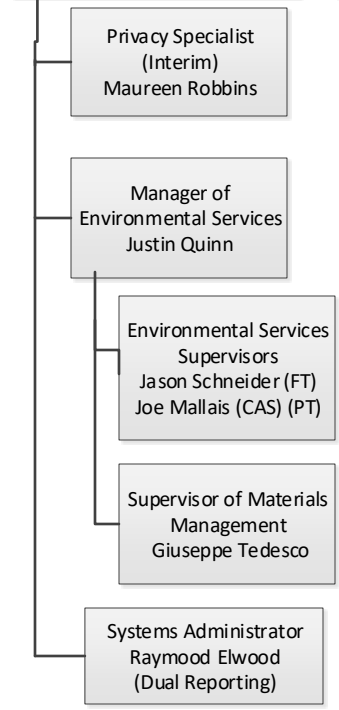 Privacy Specialist
(Interim)
Maureen Robbins
Manager of
Environmental Services
Justin Quinn
Environmental Services
Supervisors
Jason Schneider (FT)
Joe Mallais (CAS) (PT)
Supervisor of Materials
Management
Giuseppe Tedesco
Systems Administrator
Raymood Elwood
(Dual Reporting)